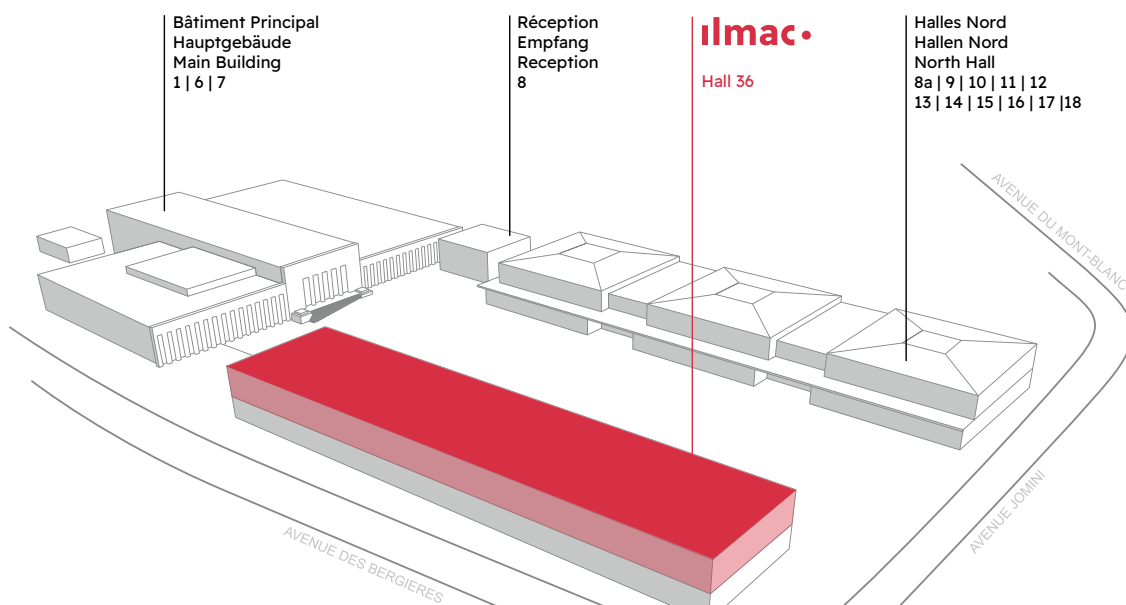 Bâtiment Principal
Hauptgebäude
Main Building
1 | 6 | 7
Réception
Empfang
Reception
8
ılmac•
Hall 36
Halles Nord
Hallen Nord
North Hall
8a | 9 | 10 | 11 | 12
13 | 14 | 15 | 16 | 17 |18
AVENUE DU MONT-BLANC
AVENUE JOMINI
AVENUE DES BERGIERES